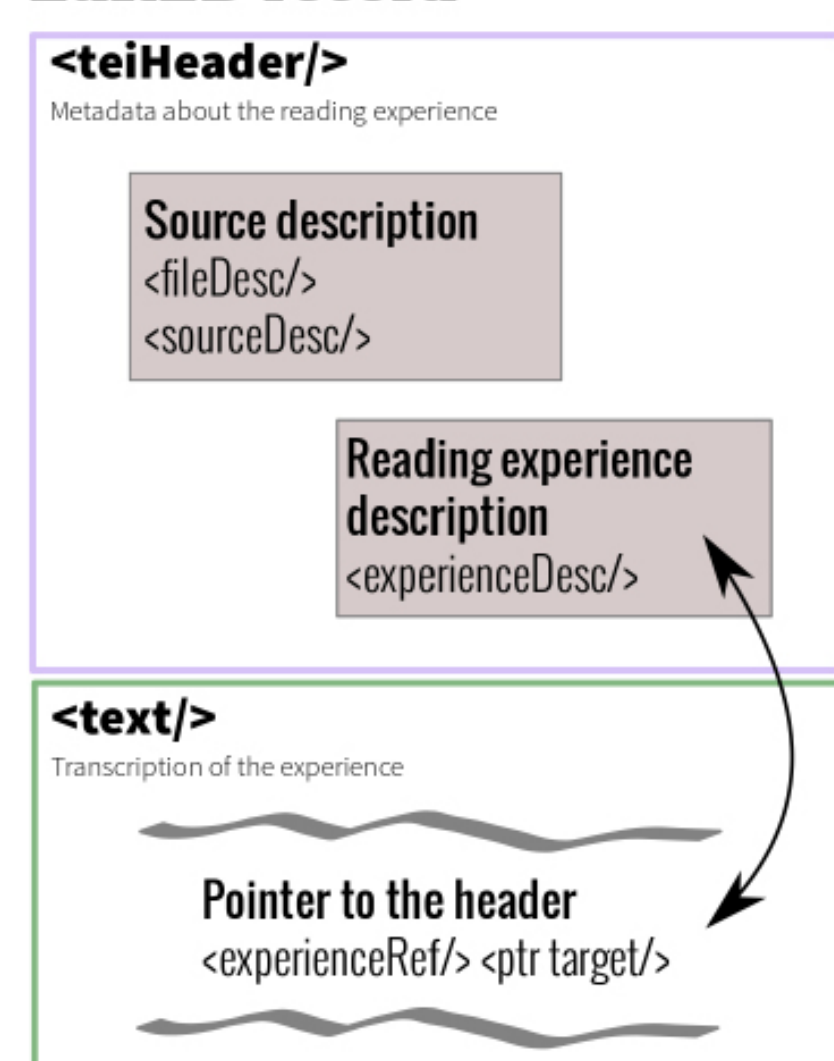 <teiHeader/>
Metadata about the reading experience
Source description
<fileDesc/>
<sourceDesc/>
Reading experience
description
<experienceDesc/>
<text/>
Transcription of the experience
Pointer to the header
<experienceRef/> <ptr target/>